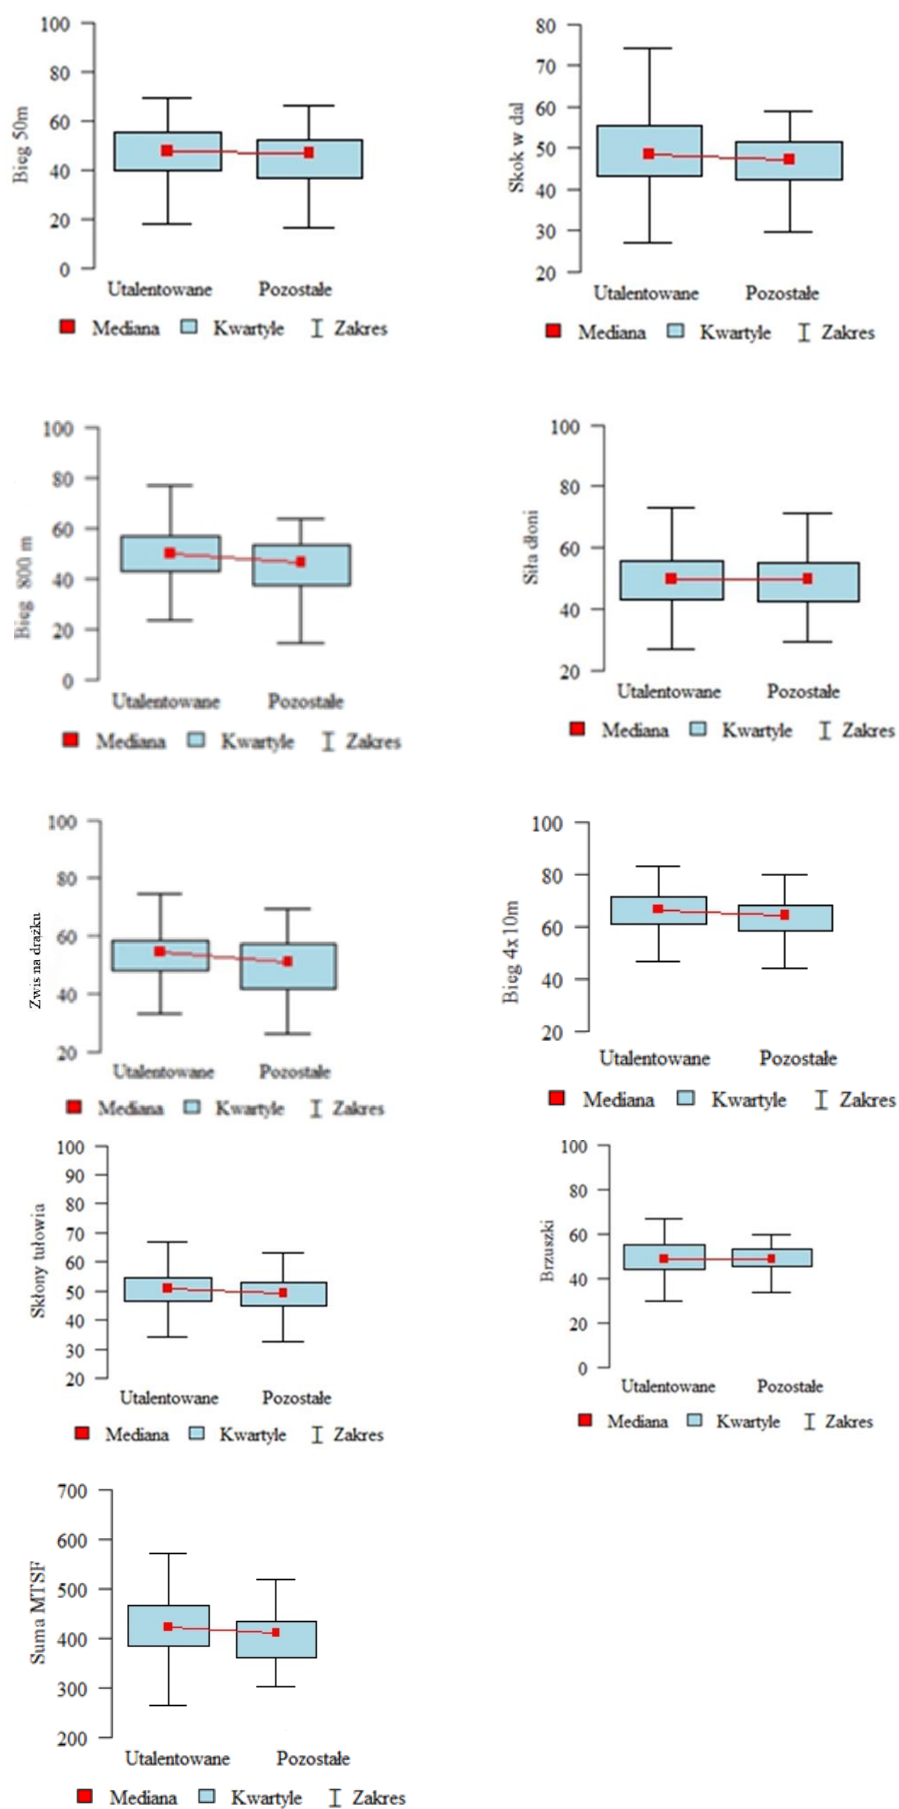 Bieg 50m
100
80
60
40
20
0
Utalentowane Pozostałe
Mediana Kwartyle Zakres
Skok w dal
80
70
60
50
40
30
20
Utalentowane Pozostałe
Mediana Kwartyle Zakres
Bieg 800 m
100
80
60
40
20
0
Utalentowane Pozostałe
Mediana Kwartyle Zakres
Siła dłoni
100
80
60
40
20
Utalentowane Pozostałe
Mediana Kwartyle Zakres
Zwis na drążku
100
80
60
40
20
Utalentowane Pozostałe
Mediana Kwartyle Zakres
Bieg 4x10m
100
80
60
40
20
Utalentowane Pozostałe
Mediana Kwartyle Zakres
Skłony tułowia
100
90
80
70
60
50
40
30
20
Utalentowane Pozostałe
Mediana Kwartyle Zakres
Brzuszki
100
80
60
40
20
0
Utalentowane Pozostałe
Mediana Kwartyle Zakres
Suma MTSF
700
600
500
400
300
200
Utalentowane Pozostałe
Mediana Kwartyle Zakres